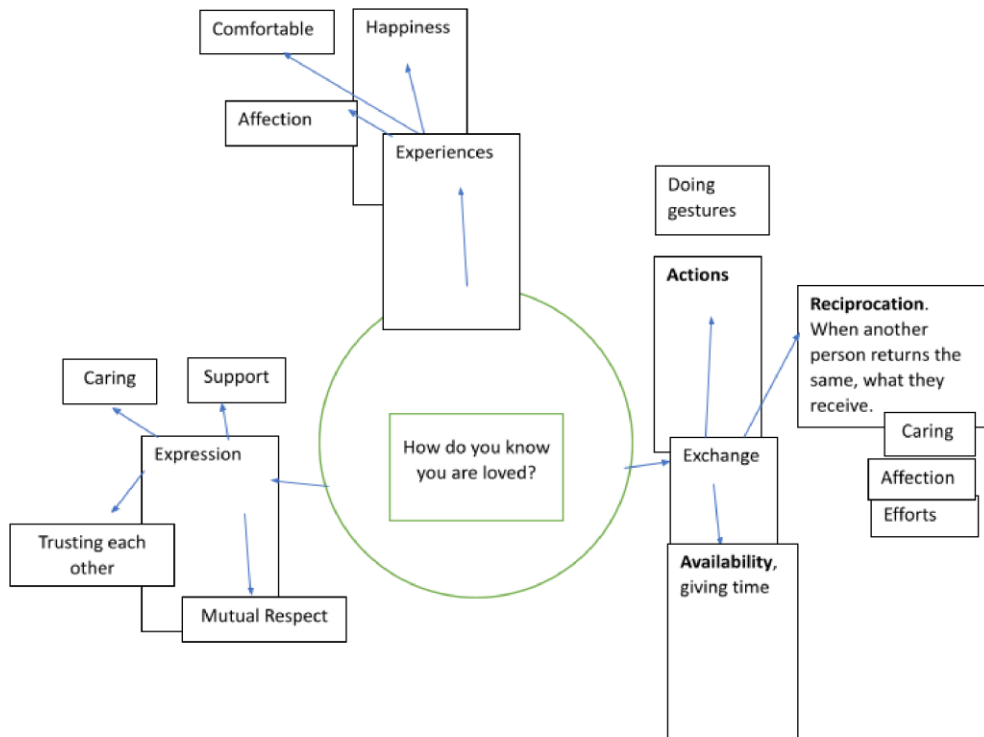 Comfortable
Happiness
Affection
Experiences
Doing
gestures
Actions
Reciprocation.
When another
person returns the
same, what they
receive.
Caring
Affection
Efforts
Caring
Support
Expression
How do you know
you are loved?
Exchange
Trusting each
other
Mutual Respect
Availability,
giving time